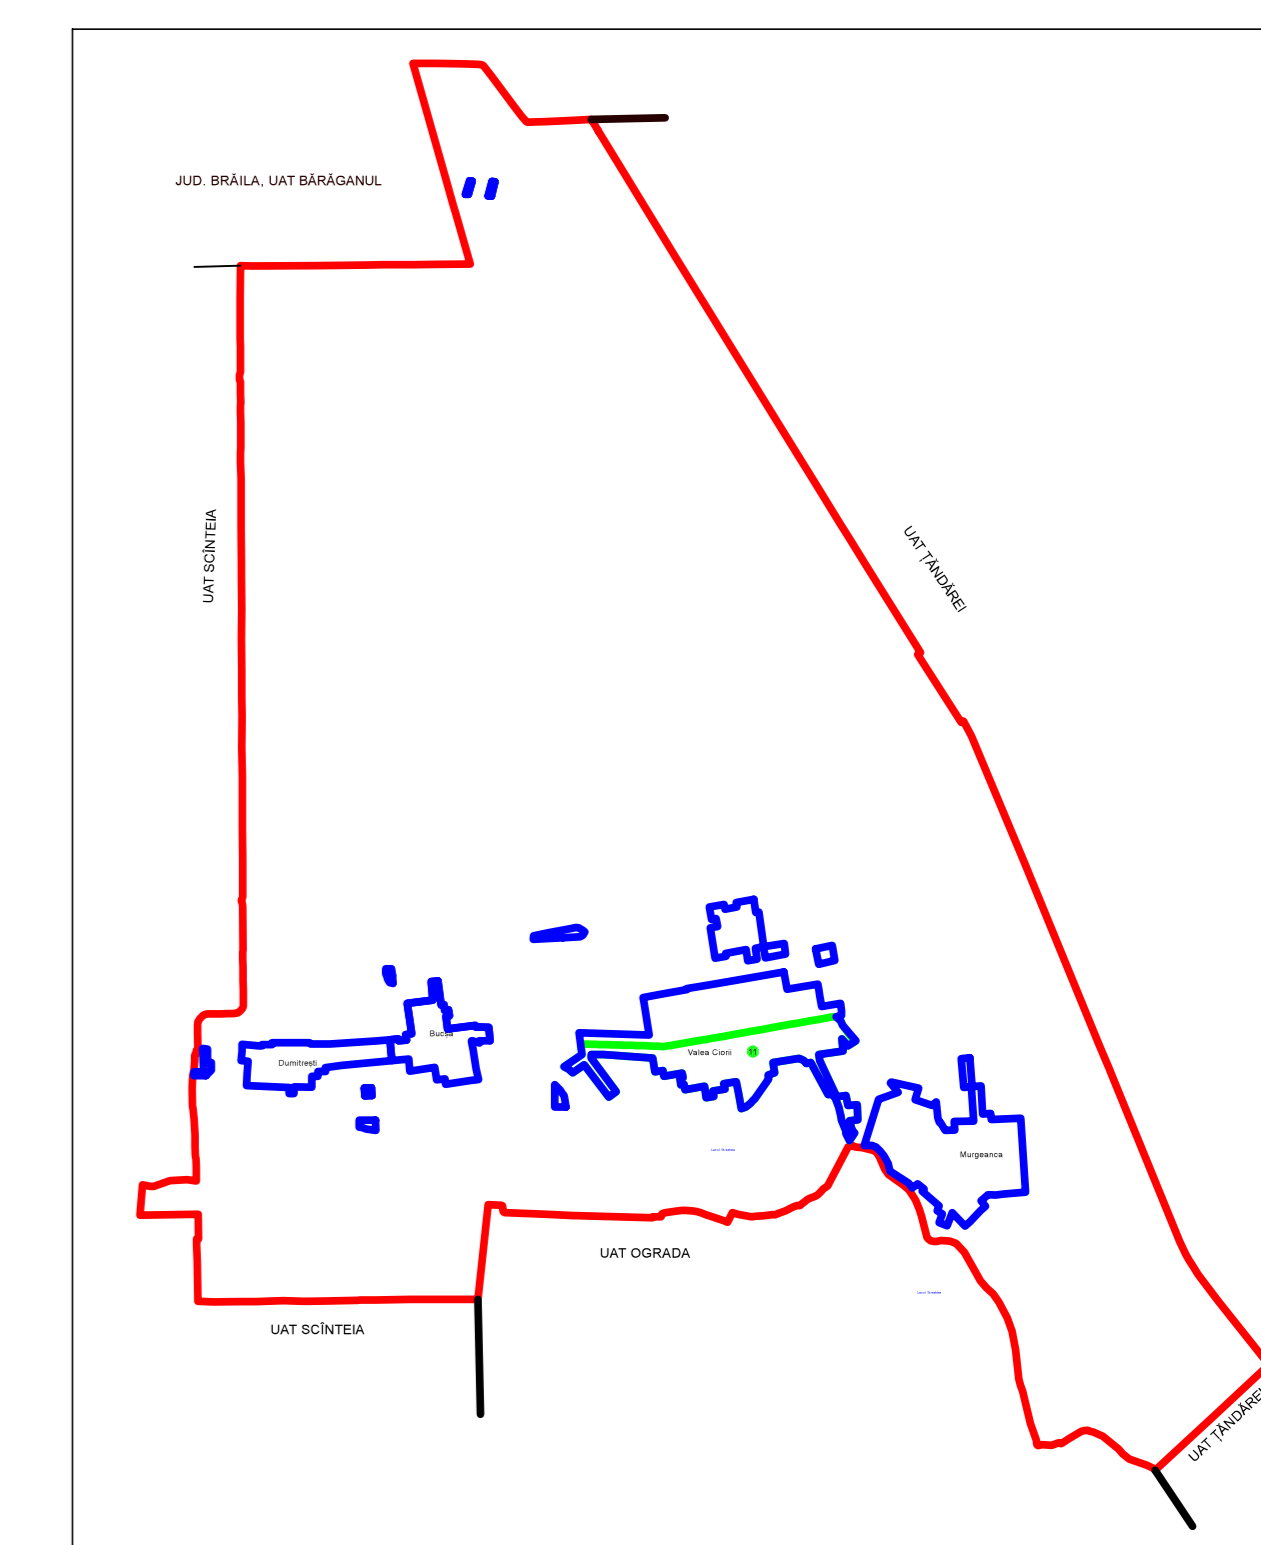 JUD. BRĂILA, UAT BĂRĂGANUL
UAT SCÎNTEIA
UAT ȚĂNDĂREI
Bucșa
Dumitrești
Valea Ciorii
Murgeanca
UAT OGRADA
UAT SCÎNTEIA
UAT ȚĂNDĂREI